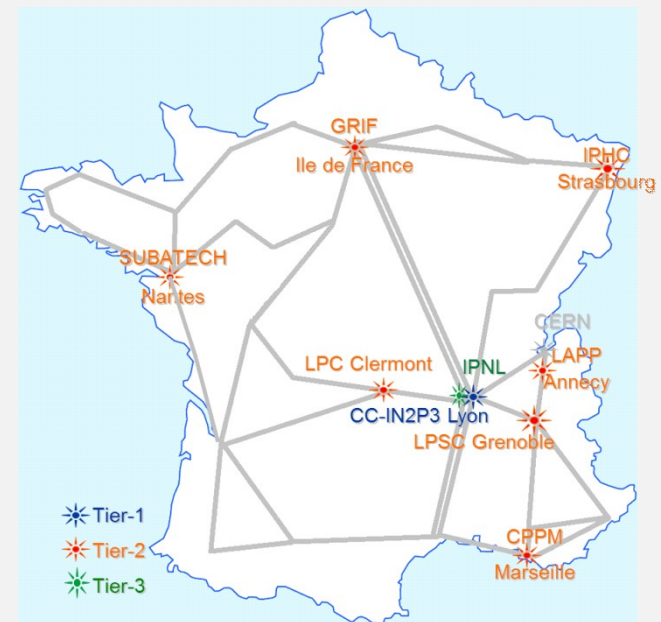 GRIF
Ile de France
IPHC
Strasbourg
SUBATECH
Nantes
CERN
LAPP
Annecy
LPC Clermont
IPNL
CC-IN2P3 Lyon
LPSC Grenoble
Tier-1
Tier-2
Tier-3
CPPM
Marseille